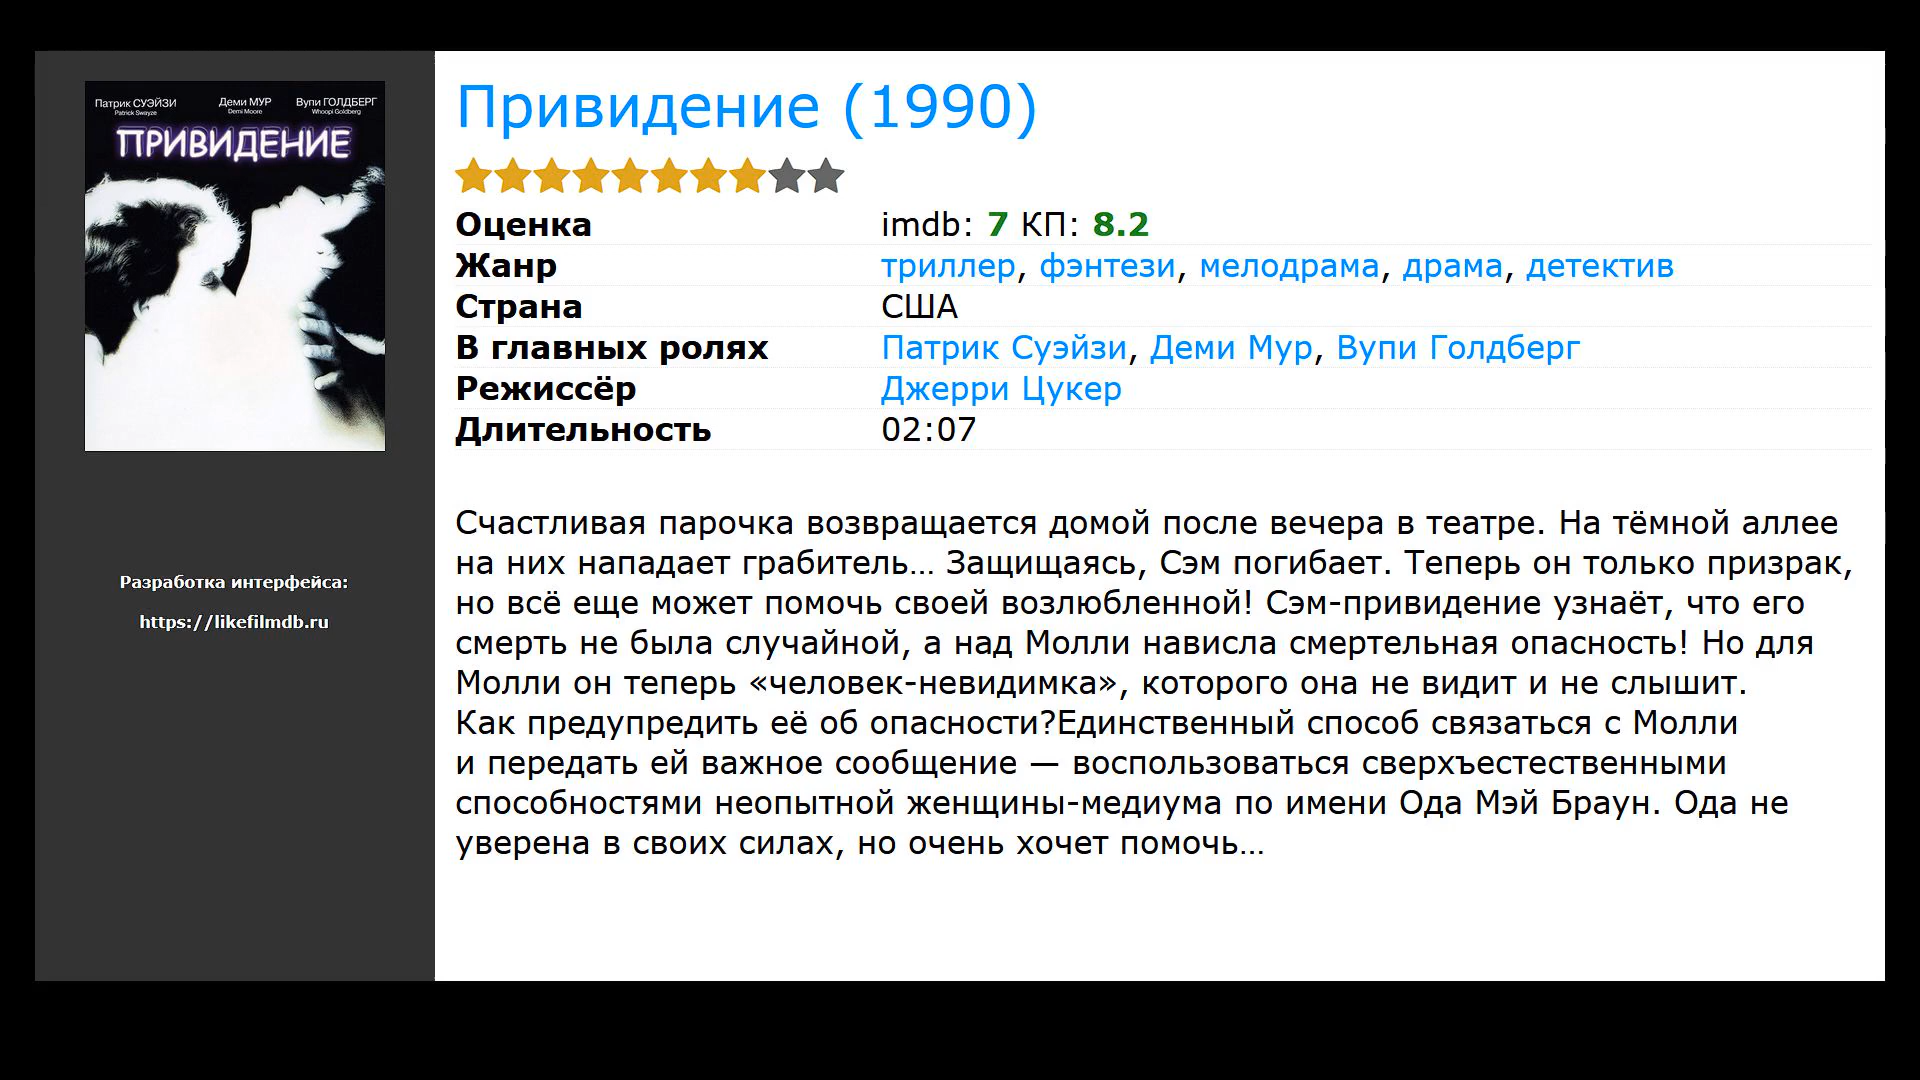 Патрик СУЭЙЗИ Деми МУР Вупи ГОЛДБЕРГ
Patrick Swayze Demi Moore Whoopi Goldberg
ПРИВИДЕНИЕ
Разработка интерфейса:
https://likefilmdb.ru
Привидение (1990)
Оценка imdb: 7 КП: 8.2
Жанр триллер, фэнтези, мелодрама, драма, детектив
Страна США
В главных ролях Патрик Суэйзи, Деми Мур, Вупи Голдберг
Режиссёр Джерри Цукер
Длительность 02:07
Счастливая парочка возвращается домой после вечера в театре. На тёмной аллее
на них нападает грабитель… Защищаясь, Сэм погибает. Теперь он только призрак,
но всё еще может помочь своей возлюбленной! Сэм-привидение узнаёт, что его
смерть не была случайной, а над Молли нависла смертельная опасность! Но для
Молли он теперь «человек-невидимка», которого она не видит и не слышит.
Как предупредить её об опасности?Единственный способ связаться с Молли
и передать ей важное сообщение — воспользоваться сверхъестественными
способностями неопытной женщины-медиума по имени Ода Мэй Браун. Ода не
уверена в своих силах, но очень хочет помочь…